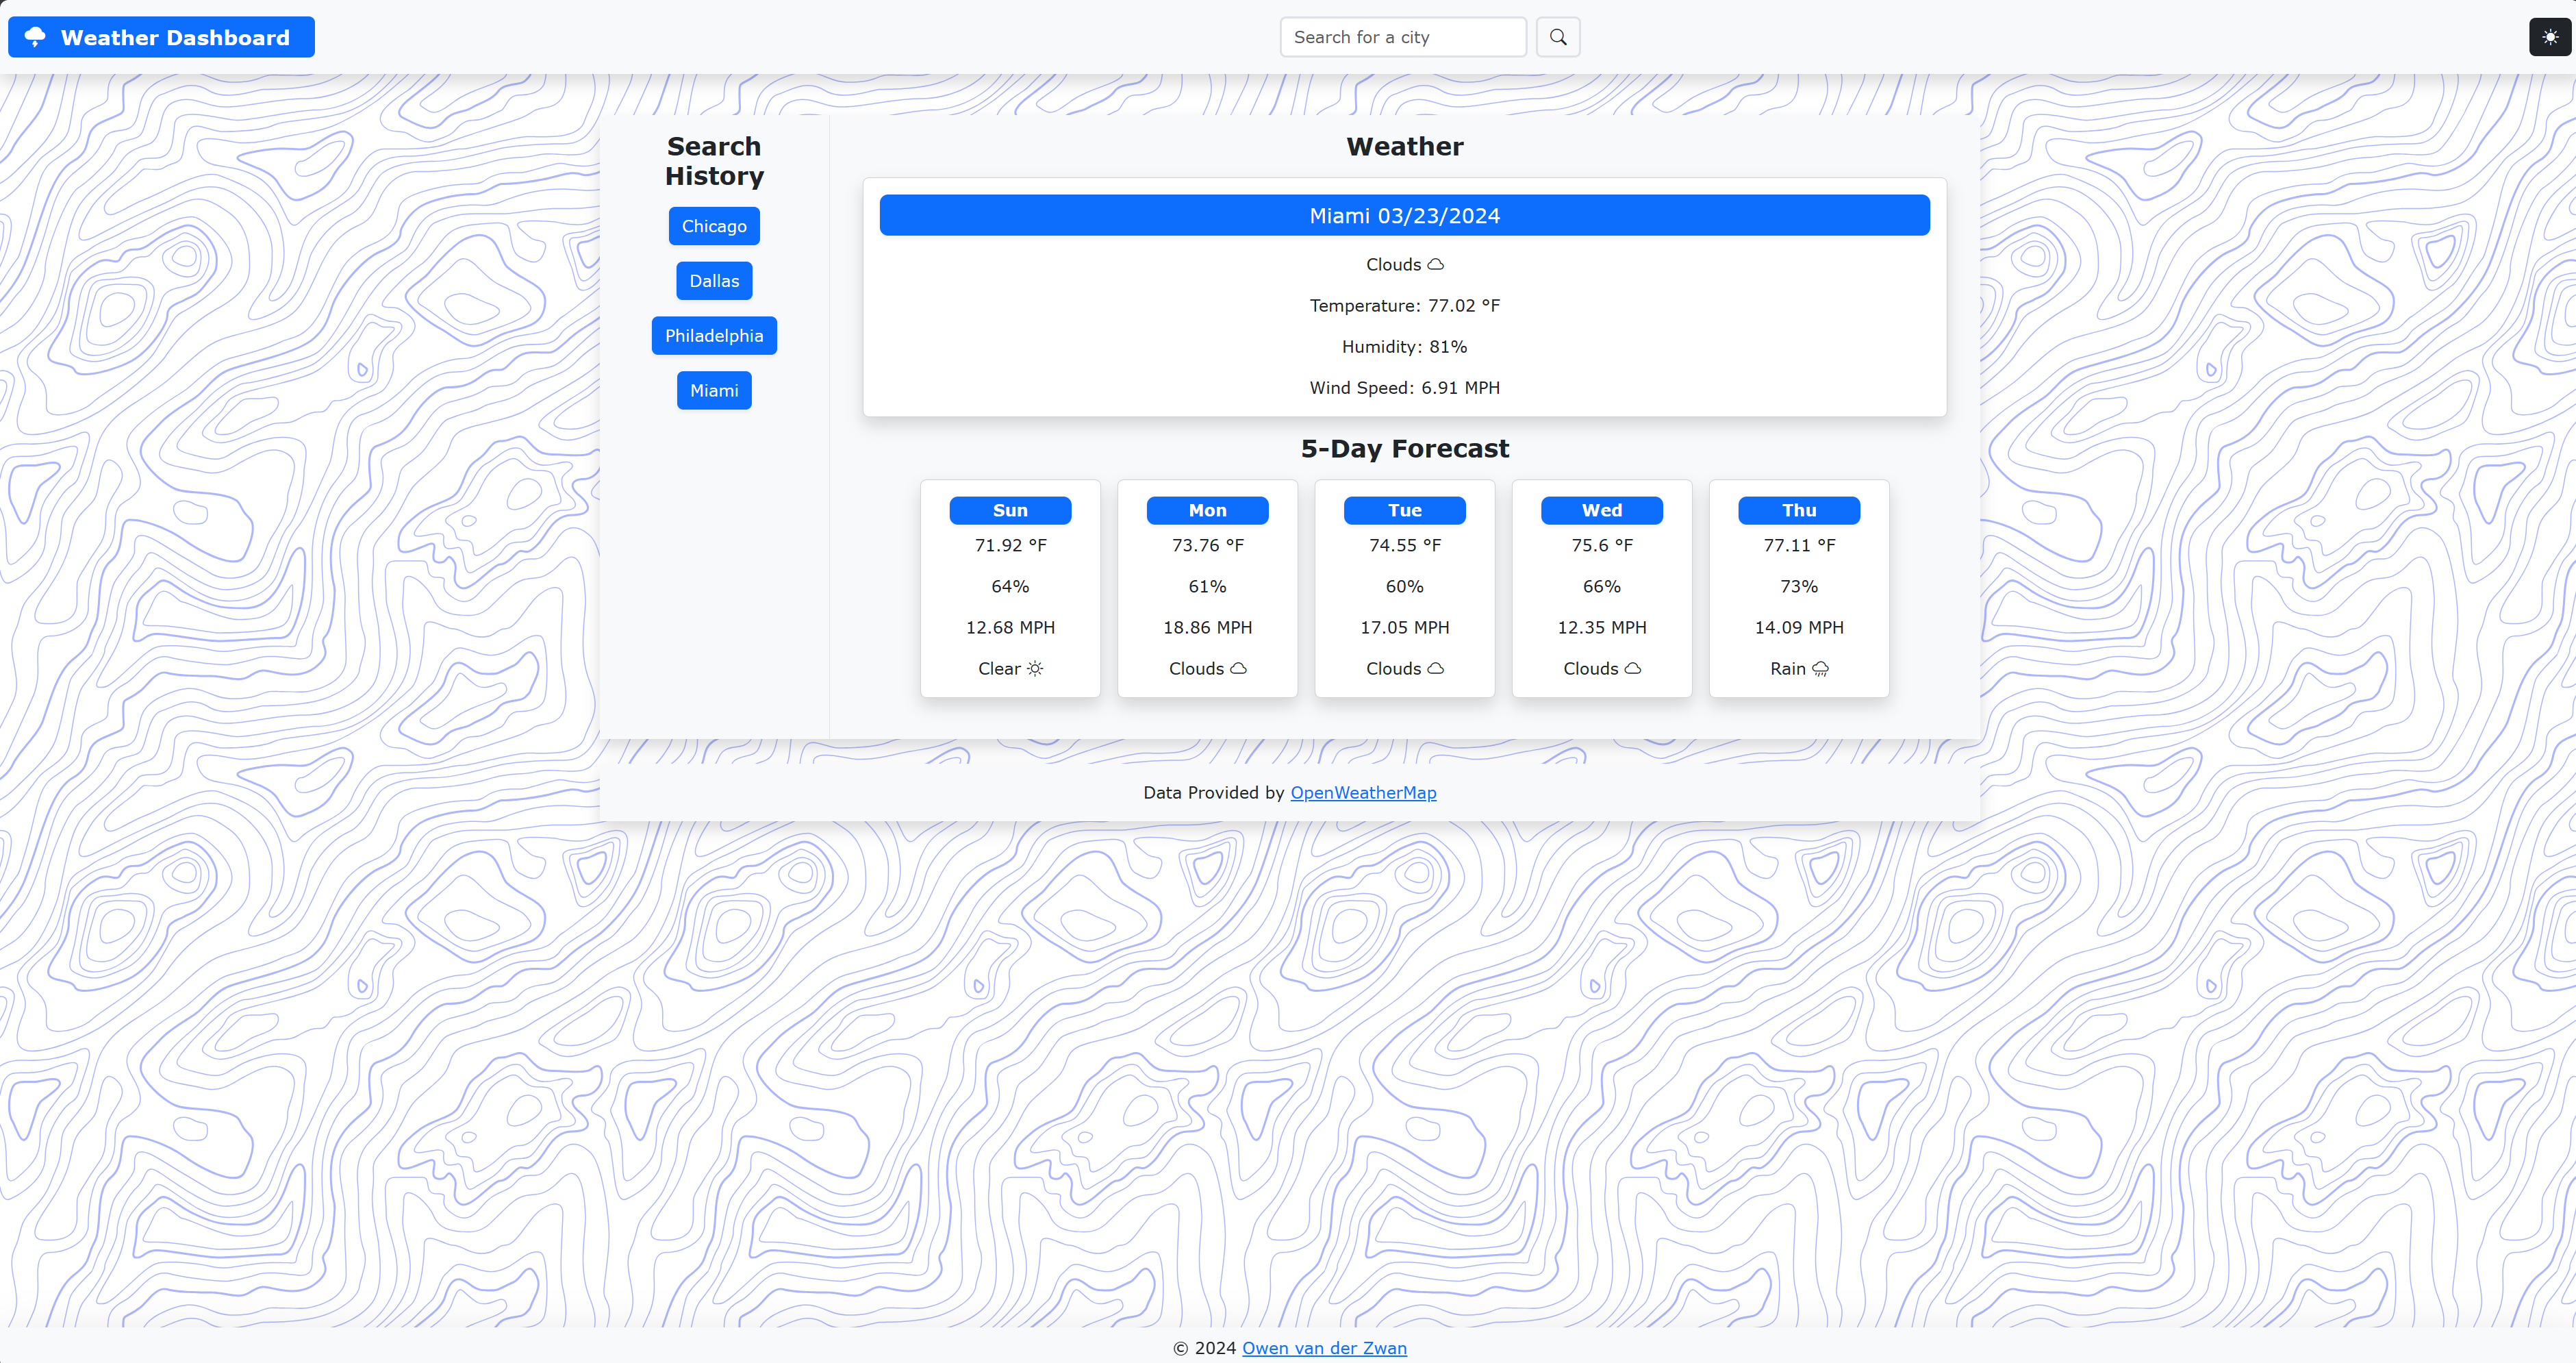 Weather Dashboard
Search for a city
Search
History
Chicago
Dallas
Philadelphia
Miami
Weather
Miami 03/23/2024
Clouds
Temperature: 77.02 °F
Humidity: 81%
Wind Speed: 6.91 MPH
5-Day Forecast
Sun
71.92 °F
64%
12.68 MPH
Clear
Mon
73.76 °F
61%
18.86 MPH
Clouds
Tue
74.55 °F
60%
17.05 MPH
Clouds
Wed
75.6 °F
66%
12.35 MPH
Clouds
Thu
77.11 °F
73%
14.09 MPH
Rain
Data Provided by OpenWeatherMap
© 2024 Owen van der Zwan